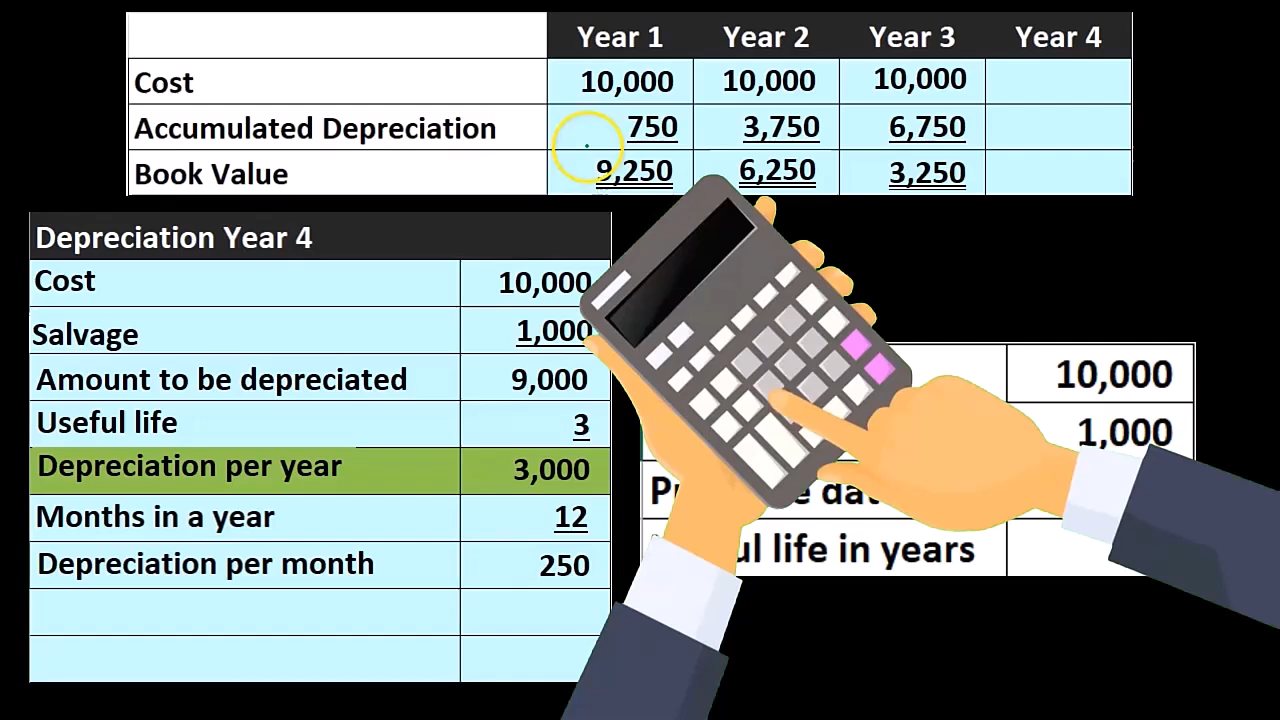 Year 1 Year 2 Year 3 Year 4
Cost 10,000 10,000 10,000
Accumulated Depreciation 750 3,750 6,750
Book Value 9,250 6,250 3,250
Depreciation Year 4
Cost 10,000
Salvage 1,000
Amount to be depreciated 9,000
Useful life 3
Depreciation per year 3,000
Months in a year 12
Depreciation per month 250
10,000
1,000
life in years